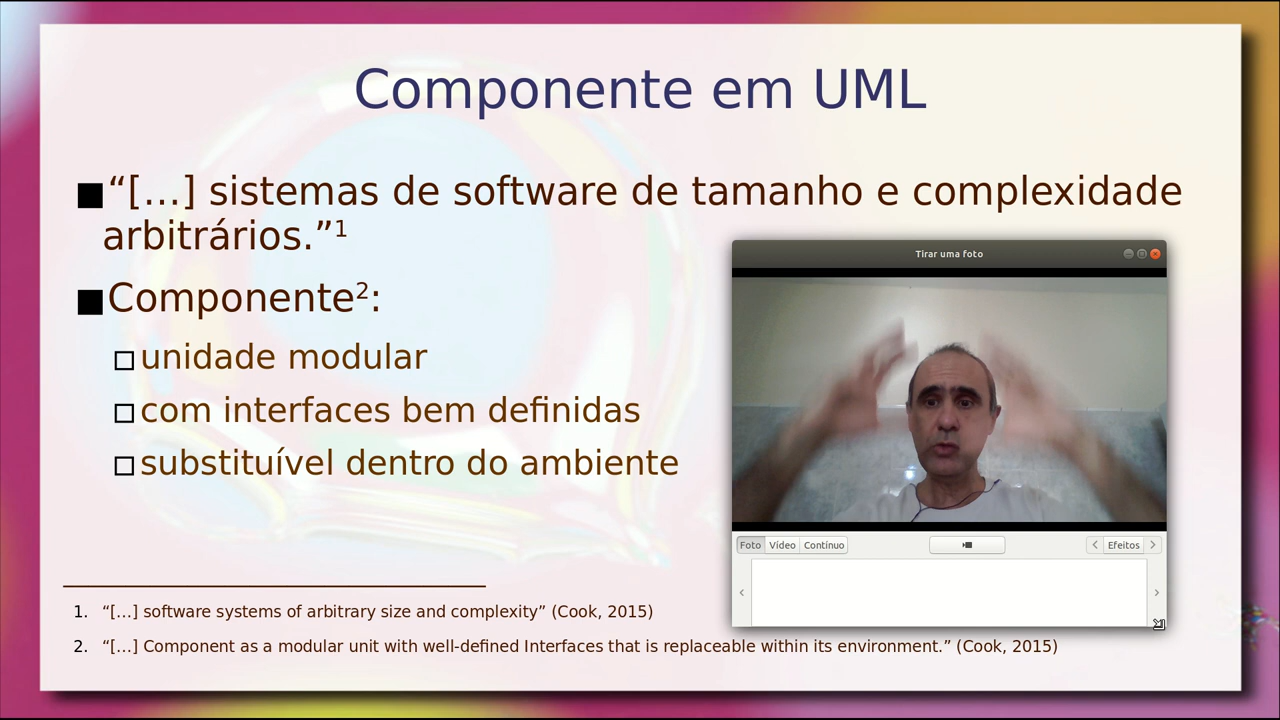 Componente em UML
“[…] sistemas de software de tamanho e complexidade
arbitrários.”¹
Componente²:
unidade modular
com interfaces bem definidas
substituível dentro do ambiente
Tirar uma foto
Foto Vídeo Contínuo Efeitos
1. “[…] software systems of arbitrary size and complexity” (Cook, 2015)
2. “[…] Component as a modular unit with well-defined Interfaces that is replaceable within its environment.” (Cook, 2015)